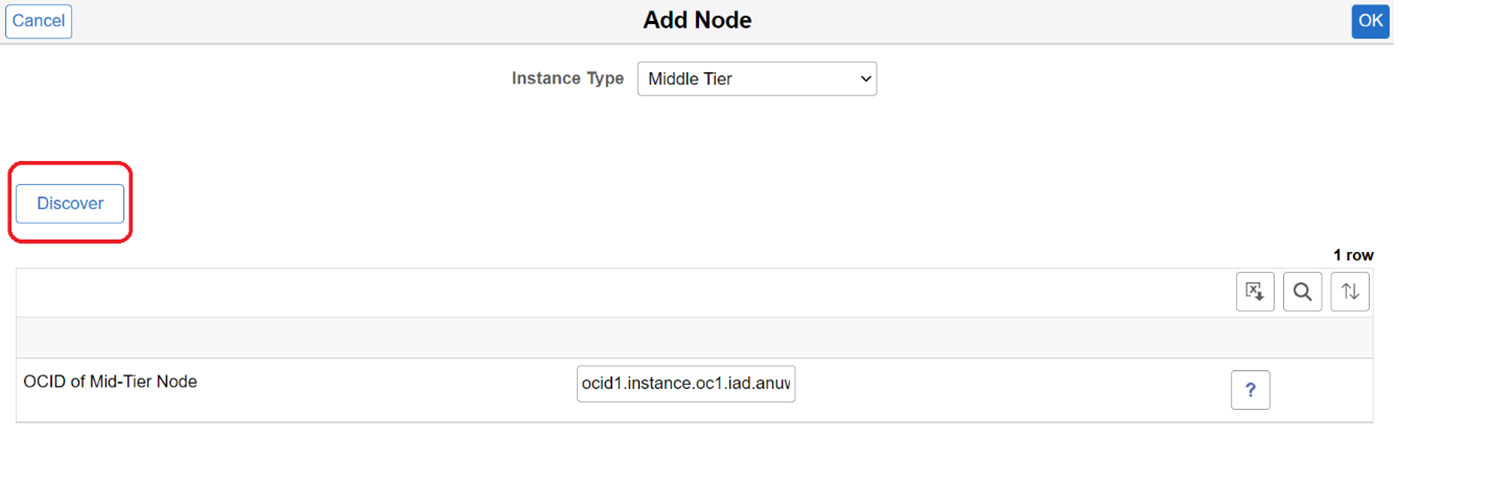 Cancel
Add Node
OK
Instance Type
Middle Tier
Discover
1 row
OCID of Mid-Tier Node
ocid1.instance.oc1.iad.anuw
?